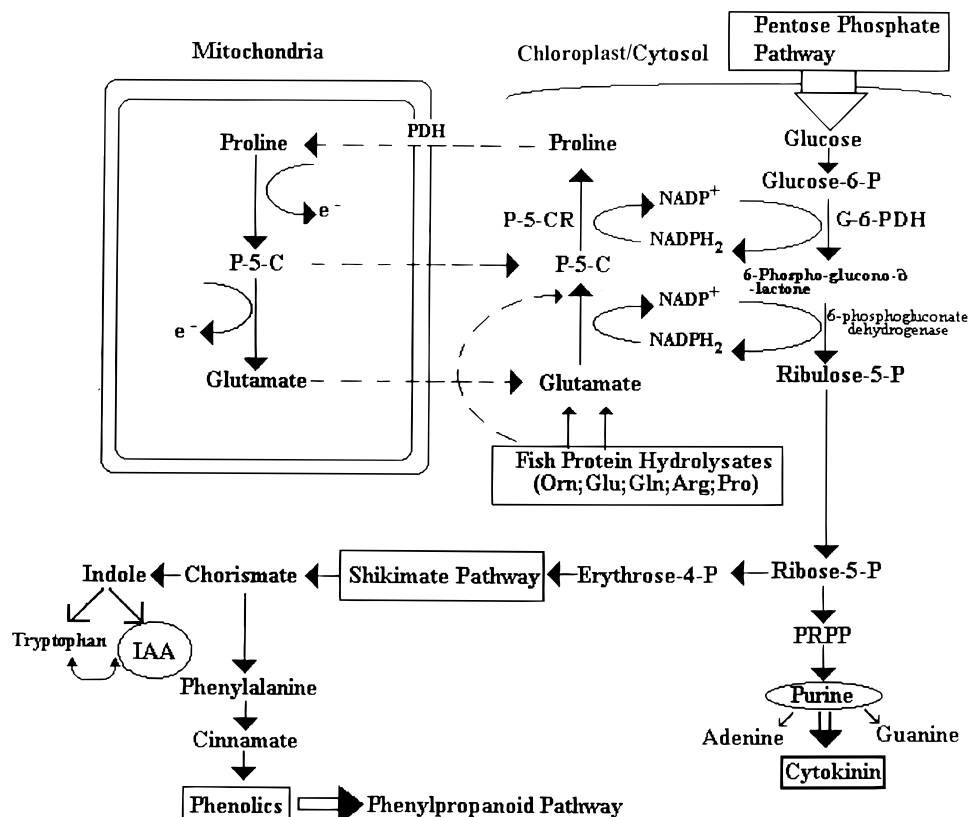 Pentose Phosphate
Pathway
Mitochondria
Chloroplast/Cytosol
PDH
Proline
Proline
Glucose
Glucose-6-P
e⁻
P-5-CR
NADP⁺
NADPH₂
G-6-PDH
P-5-C
P-5-C
6-Phospho-glucono-∂
-lactone
e⁻
NADP⁺
NADPH₂
6-phosphogluconate
dehydrogenase
Glutamate
Glutamate
Ribulose-5-P
Fish Protein Hydrolysates
(Orn;Glu;Gln;Arg;Pro)
Indole
Chorismate
Shikimate Pathway
Erythrose-4-P
Ribose-5-P
Tryptophan
IAA
PRPP
Phenylalanine
Purine
Cinnamate
Adenine
Guanine
Cytokinin
Phenolics
Phenylpropanoid Pathway